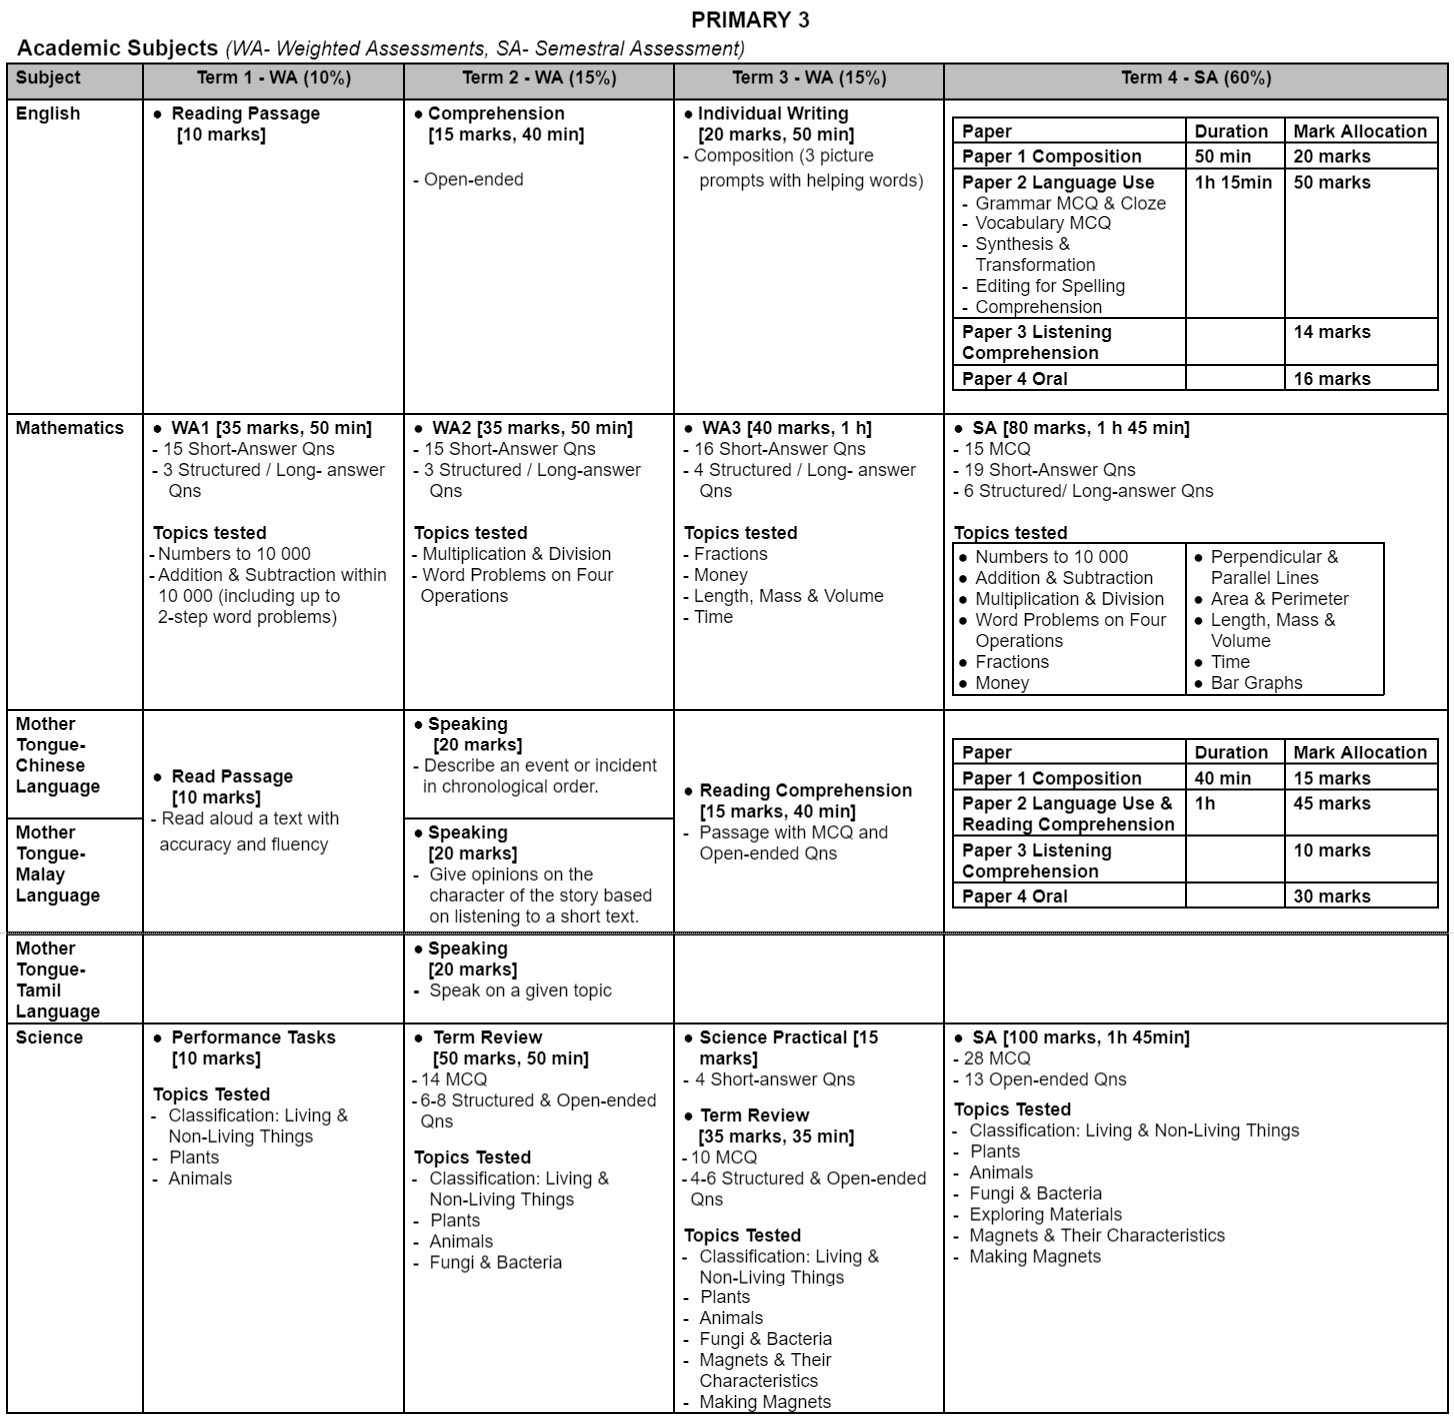 PRIMARY 3
Academic Subjects (WA- Weighted Assessments, SA- Semestral Assessment)
Subject
Term 1 - WA (10%)
Term 2 - WA (15%)
Term 3 - WA (15%)
Term 4 - SA (60%)
English
● Reading Passage
[10 marks]
● Comprehension
[15 marks, 40 min]
- Open-ended
● Individual Writing
[20 marks, 50 min]
- Composition (3 picture
prompts with helping words)
Paper
Duration
Mark Allocation
Paper 1 Composition
50 min
20 marks
Paper 2 Language Use
- Grammar MCQ & Cloze
- Vocabulary MCQ
- Synthesis &
Transformation
- Editing for Spelling
- Comprehension
1h 15min
50 marks
Paper 3 Listening
Comprehension
14 marks
Paper 4 Oral
16 marks
Mathematics
● WA1 [35 marks, 50 min]
- 15 Short-Answer Qns
- 3 Structured / Long- answer
Qns
Topics tested
- Numbers to 10 000
- Addition & Subtraction within
10 000 (including up to
2-step word problems)
● WA2 [35 marks, 50 min]
- 15 Short-Answer Qns
- 3 Structured / Long-answer
Qns
Topics tested
- Multiplication & Division
- Word Problems on Four
Operations
● WA3 [40 marks, 1 h]
- 16 Short-Answer Qns
- 4 Structured / Long- answer
Qns
Topics tested
- Fractions
- Money
- Length, Mass & Volume
- Time
● SA [80 marks, 1 h 45 min]
- 15 MCQ
- 19 Short-Answer Qns
- 6 Structured/ Long-answer Qns
Topics tested
● Numbers to 10 000
● Addition & Subtraction
● Multiplication & Division
● Word Problems on Four
Operations
● Fractions
● Money
● Perpendicular &
Parallel Lines
● Area & Perimeter
● Length, Mass &
Volume
● Time
● Bar Graphs
Mother
Tongue-
Chinese
Language
● Read Passage
[10 marks]
- Read aloud a text with
accuracy and fluency
● Speaking
[20 marks]
- Describe an event or incident
in chronological order.
● Reading Comprehension
[15 marks, 40 min]
- Passage with MCQ and
Open-ended Qns
Paper
Duration
Mark Allocation
Paper 1 Composition
40 min
15 marks
Paper 2 Language Use &
Reading Comprehension
1h
45 marks
Paper 3 Listening
Comprehension
10 marks
Paper 4 Oral
30 marks
Mother
Tongue-
Malay
Language
● Speaking
[20 marks]
- Give opinions on the
character of the story based
on listening to a short text.
Mother
Tongue-
Tamil
Language
● Speaking
[20 marks]
- Speak on a given topic
Science
● Performance Tasks
[10 marks]
Topics Tested
- Classification: Living &
Non-Living Things
- Plants
- Animals
● Term Review
[50 marks, 50 min]
- 14 MCQ
- 6-8 Structured & Open-ended
Qns
Topics Tested
- Classification: Living &
Non-Living Things
- Plants
- Animals
- Fungi & Bacteria
● Science Practical [15
marks]
- 4 Short-answer Qns
● Term Review
[35 marks, 35 min]
- 10 MCQ
- 4-6 Structured & Open-ended
Qns
Topics Tested
- Classification: Living &
Non-Living Things
- Plants
- Animals
- Fungi & Bacteria
- Magnets & Their
Characteristics
- Making Magnets
● SA [100 marks, 1h 45min]
- 28 MCQ
- 13 Open-ended Qns
Topics Tested
- Classification: Living & Non-Living Things
- Plants
- Animals
- Fungi & Bacteria
- Exploring Materials
- Magnets & Their Characteristics
- Making Magnets